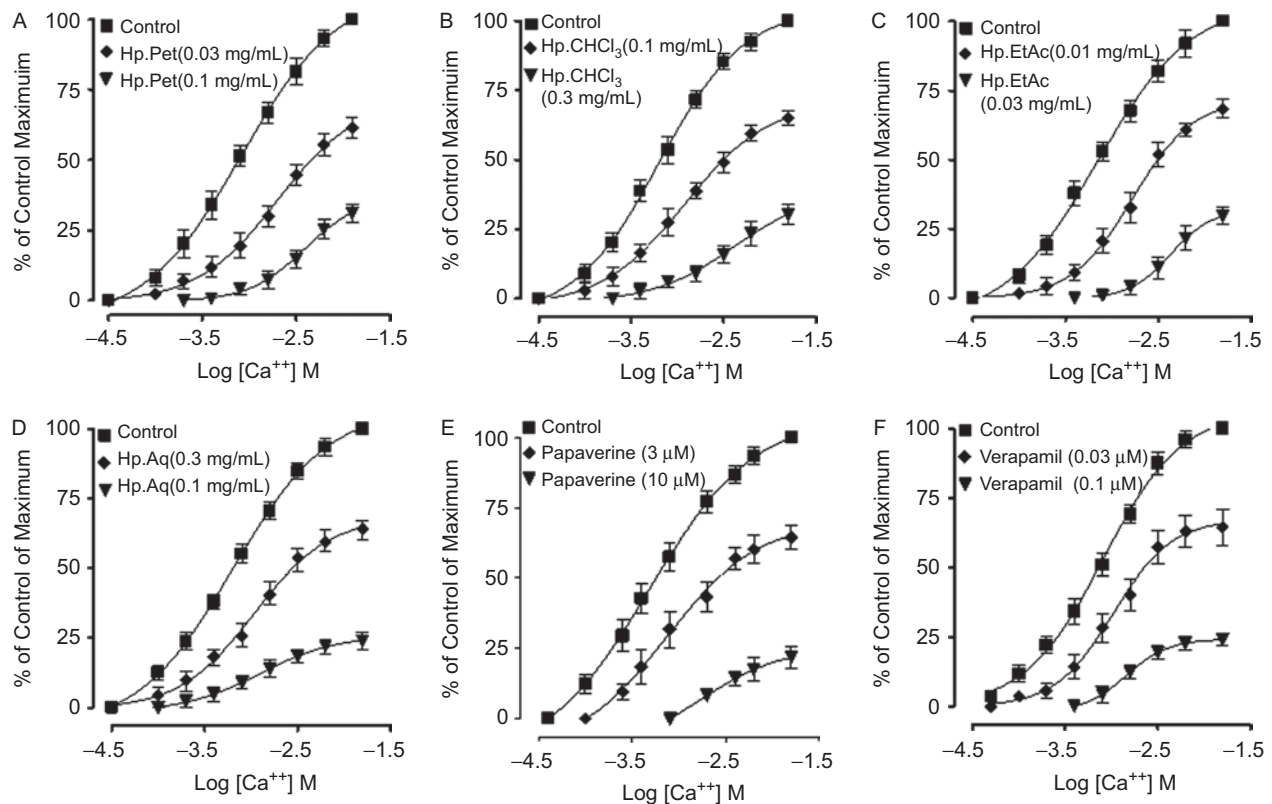 A
Control
Hp.Pet(0.03 mg/mL)
Hp.Pet(0.1 mg/mL)
100
75
50
25
0
% of Control Maximuim
−4.5 −3.5 −2.5 −1.5
Log [Ca++] M
B
Control
Hp.CHCl3(0.1 mg/mL)
Hp.CHCl3
(0.3 mg/mL)
100
75
50
25
0
% of Control Maximum
−4.5 −3.5 −2.5 −1.5
Log [Ca++] M
C
Control
Hp.EtAc(0.01 mg/mL)
Hp.EtAc
(0.03 mg/mL)
100
75
50
25
0
% of Control Maximum
−4.5 −3.5 −2.5 −1.5
Log [Ca++] M
D
Control
Hp.Aq(0.3 mg/mL)
Hp.Aq(0.1 mg/mL)
100
75
50
25
0
% of Control of Maximum
−4.5 −3.5 −2.5 −1.5
Log [Ca++] M
E
Control
Papaverine (3 μM)
Papaverine (10 μM)
100
75
50
25
0
% of Control of Maximum
−4.5 −3.5 −2.5 −1.5
Log [Ca++] M
F
Control
Verapamil (0.03 μM)
Verapamil (0.1 μM)
100
75
50
25
0
% of Control of Maximum
−4.5 −3.5 −2.5 −1.5
Log [Ca++] M